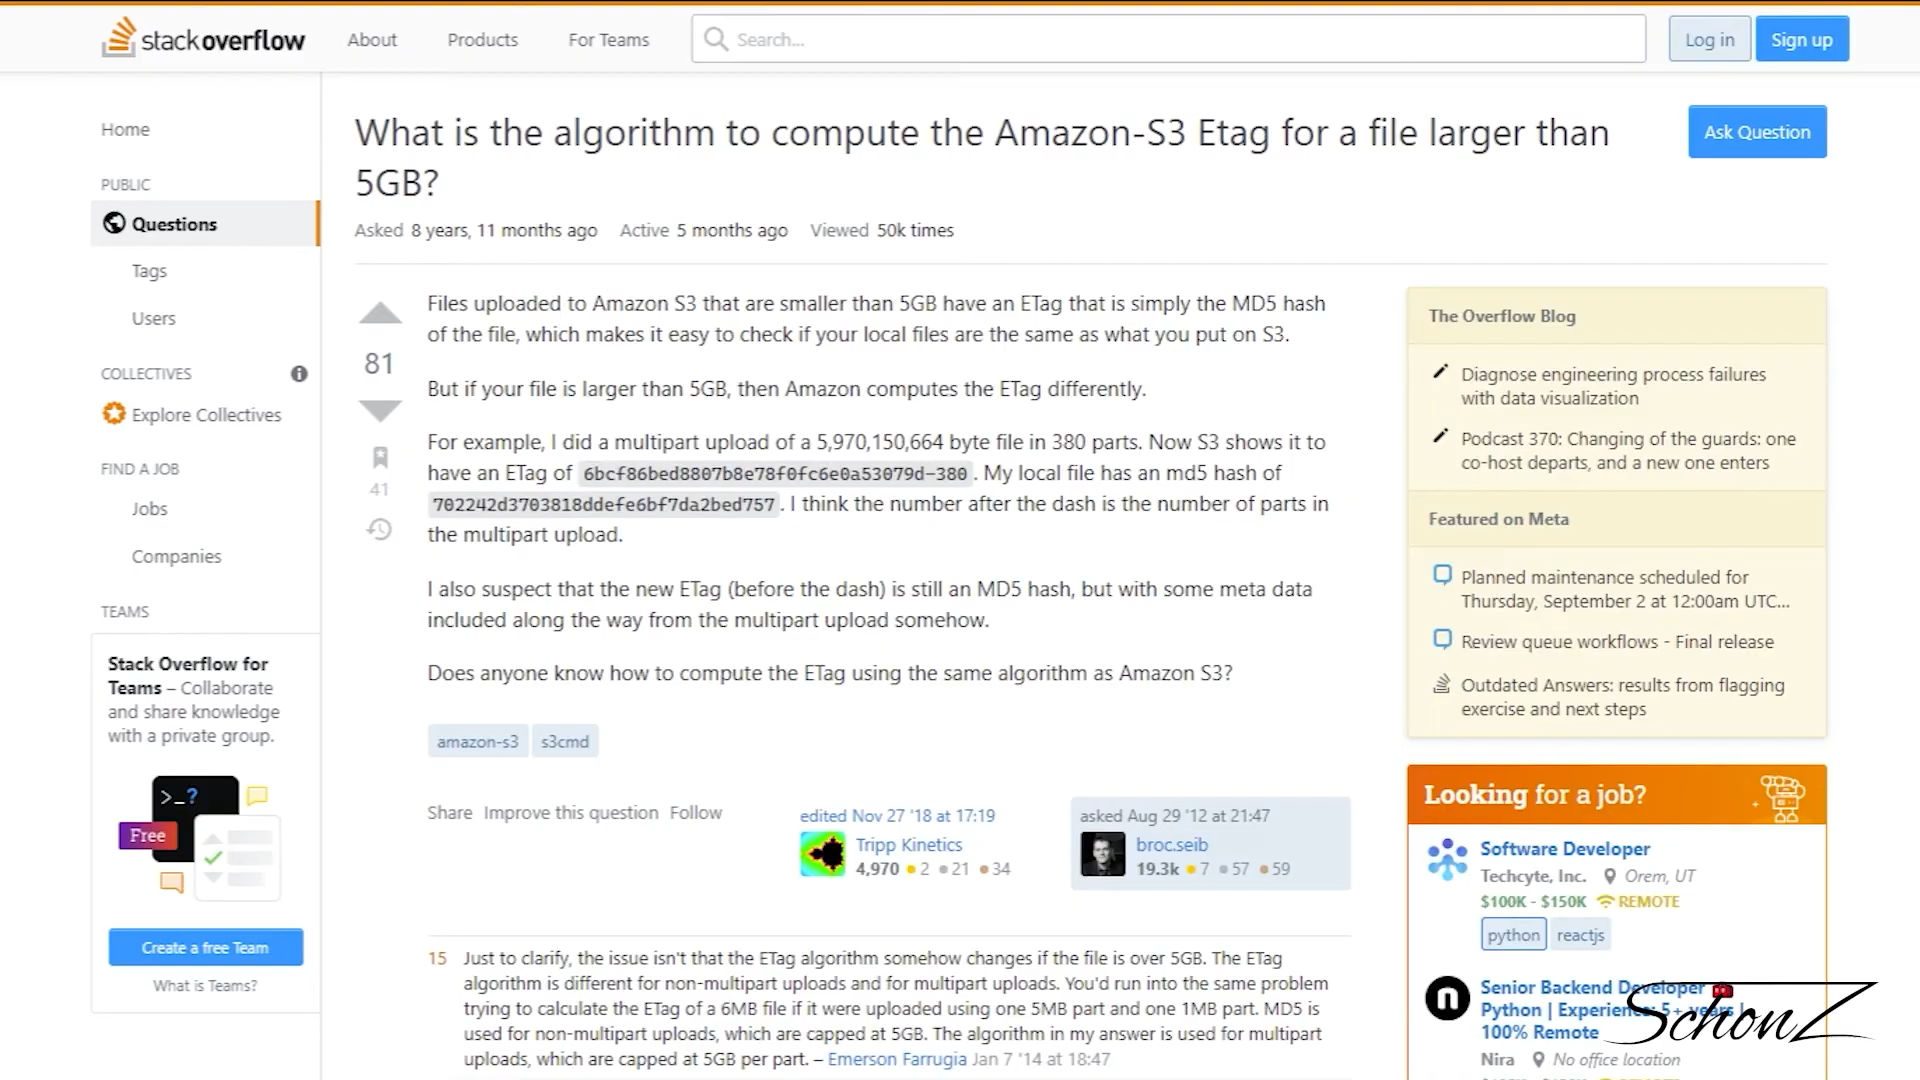 stackoverflow
About
Products
For Teams
Search...
Log in
Sign up
Home
PUBLIC
Questions
Tags
Users
COLLECTIVES
Explore Collectives
FIND A JOB
Jobs
Companies
TEAMS
Stack Overflow for
Teams – Collaborate
and share knowledge
with a private group.
>_?
Free
Create a free Team
What is Teams?
What is the algorithm to compute the Amazon-S3 Etag for a file larger than
5GB?
Ask Question
Asked 8 years, 11 months ago Active 5 months ago Viewed 50k times
81
41
Files uploaded to Amazon S3 that are smaller than 5GB have an ETag that is simply the MD5 hash
of the file, which makes it easy to check if your local files are the same as what you put on S3.
But if your file is larger than 5GB, then Amazon computes the ETag differently.
For example, I did a multipart upload of a 5,970,150,664 byte file in 380 parts. Now S3 shows it to
have an ETag of 6bcf86bed8807b8e78f0fc6e0a53079d-380. My local file has an md5 hash of
702242d3703818ddefe6bf7da2bed757. I think the number after the dash is the number of parts in
the multipart upload.
I also suspect that the new ETag (before the dash) is still an MD5 hash, but with some meta data
included along the way from the multipart upload somehow.
Does anyone know how to compute the ETag using the same algorithm as Amazon S3?
amazon-s3 s3cmd
Share Improve this question Follow
edited Nov 27 '18 at 17:19
Tripp Kinetics
4,970 2 21 34
asked Aug 29 '12 at 21:47
broc.seib
19.3k 7 57 59
15 Just to clarify, the issue isn't that the ETag algorithm somehow changes if the file is over 5GB. The ETag
algorithm is different for non-multipart uploads and for multipart uploads. You'd run into the same problem
trying to calculate the ETag of a 6MB file if it were uploaded using one 5MB part and one 1MB part. MD5 is
used for non-multipart uploads, which are capped at 5GB. The algorithm in my answer is used for multipart
uploads, which are capped at 5GB per part. – Emerson Farrugia Jan 7 '14 at 18:47
The Overflow Blog
Diagnose engineering process failures
with data visualization
Podcast 370: Changing of the guards: one
co-host departs, and a new one enters
Featured on Meta
Planned maintenance scheduled for
Thursday, September 2 at 12:00am UTC...
Review queue workflows - Final release
Outdated Answers: results from flagging
exercise and next steps
Looking for a job?
Software Developer
Techcyte, Inc. Orem, UT
$100K - $150K REMOTE
python reactjs
Senior Backend Developer
Python | Experience: 5+ years |
100% Remote
Nira No office location
SchonZ